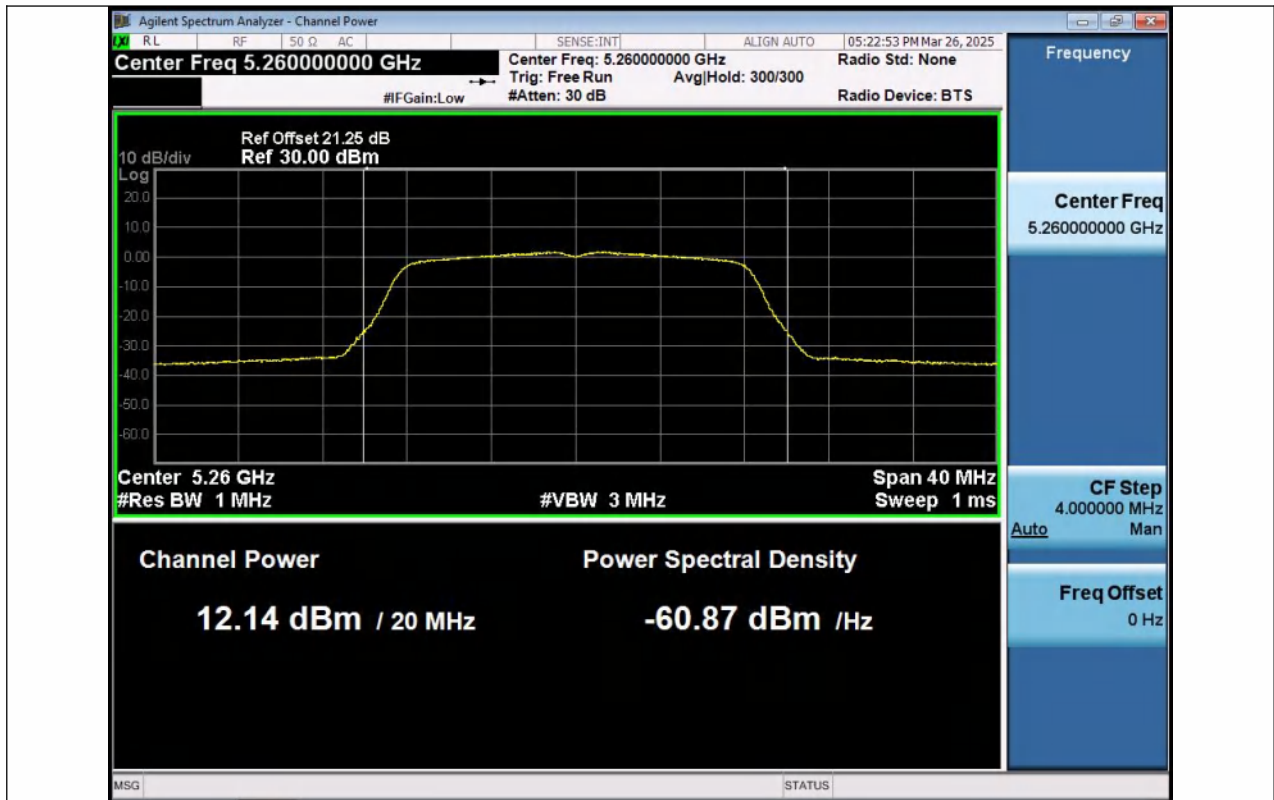 Agilent Spectrum Analyzer - Channel Power
LXI RL RF 50 Ω AC SENSE:INT ALIGN AUTO 05:22:53 PM Mar 26, 2025
Center Freq 5.260000000 GHz
Center Freq: 5.260000000 GHz
Radio Std: None
Trig: Free Run Avg|Hold: 300/300
#IFGain:Low
#Atten: 30 dB
Radio Device: BTS
Frequency
Ref Offset 21.25 dB
10 dB/div Ref 30.00 dBm
Log
20.0
10.0
0.00
-10.0
-20.0
-30.0
-40.0
-50.0
-60.0
Center 5.26 GHz Span 40 MHz
#Res BW 1 MHz #VBW 3 MHz Sweep 1 ms
Channel Power Power Spectral Density
12.14 dBm / 20 MHz -60.87 dBm /Hz
Center Freq
5.260000000 GHz
CF Step
4.000000 MHz
Auto Man
Freq Offset
0 Hz
MSG STATUS